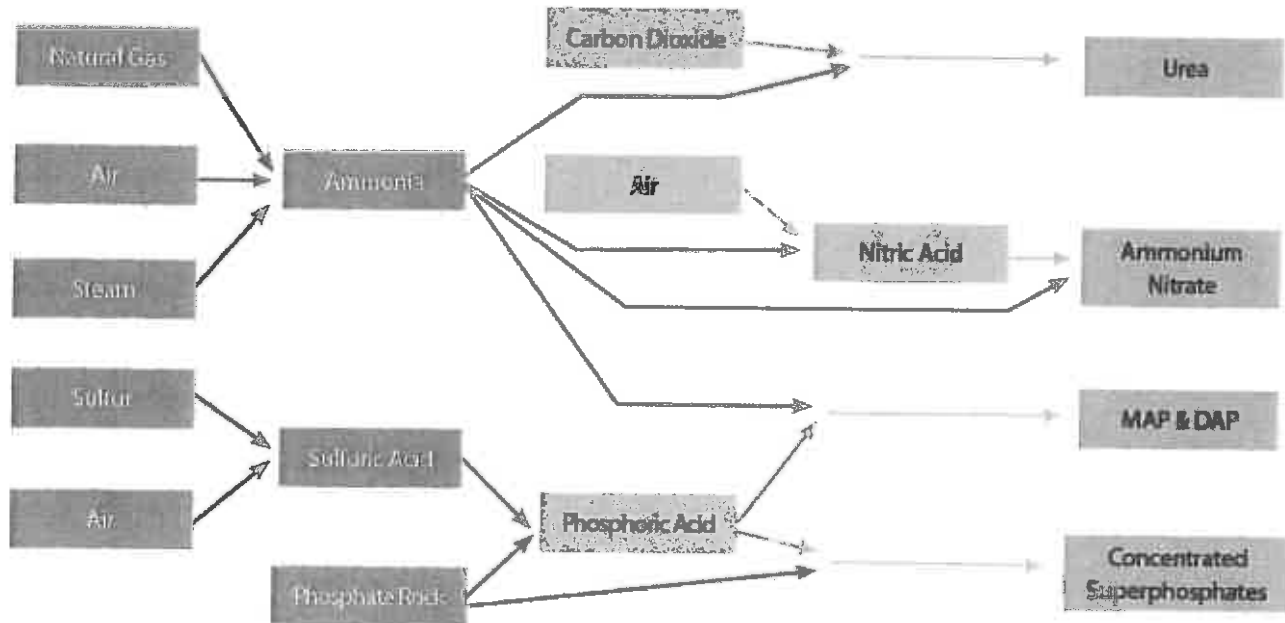 Natural Gas
Carbon Dioxide
Urea
Air
Ammonia
Air
Steam
Nitric Acid
Ammonium
Nitrate
Sulfur
MAP & DAP
Sulfuric Acid
Air
Phosphoric Acid
Phosphate Rock
Concentrated
Superphosphates